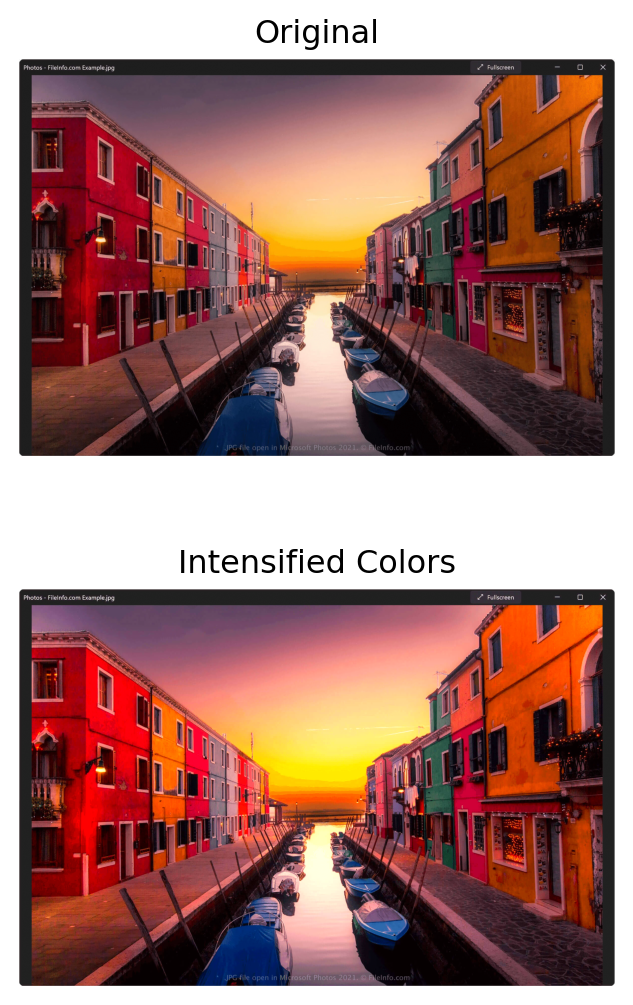 Original
Photos - FileInfo.com Example.jpg
Fullscreen
JPG file open in Microsoft Photos 2021. © FileInfo.com
Intensified Colors
Photos - FileInfo.com Example.jpg
Fullscreen
JPG file open in Microsoft Photos 2021. © FileInfo.com